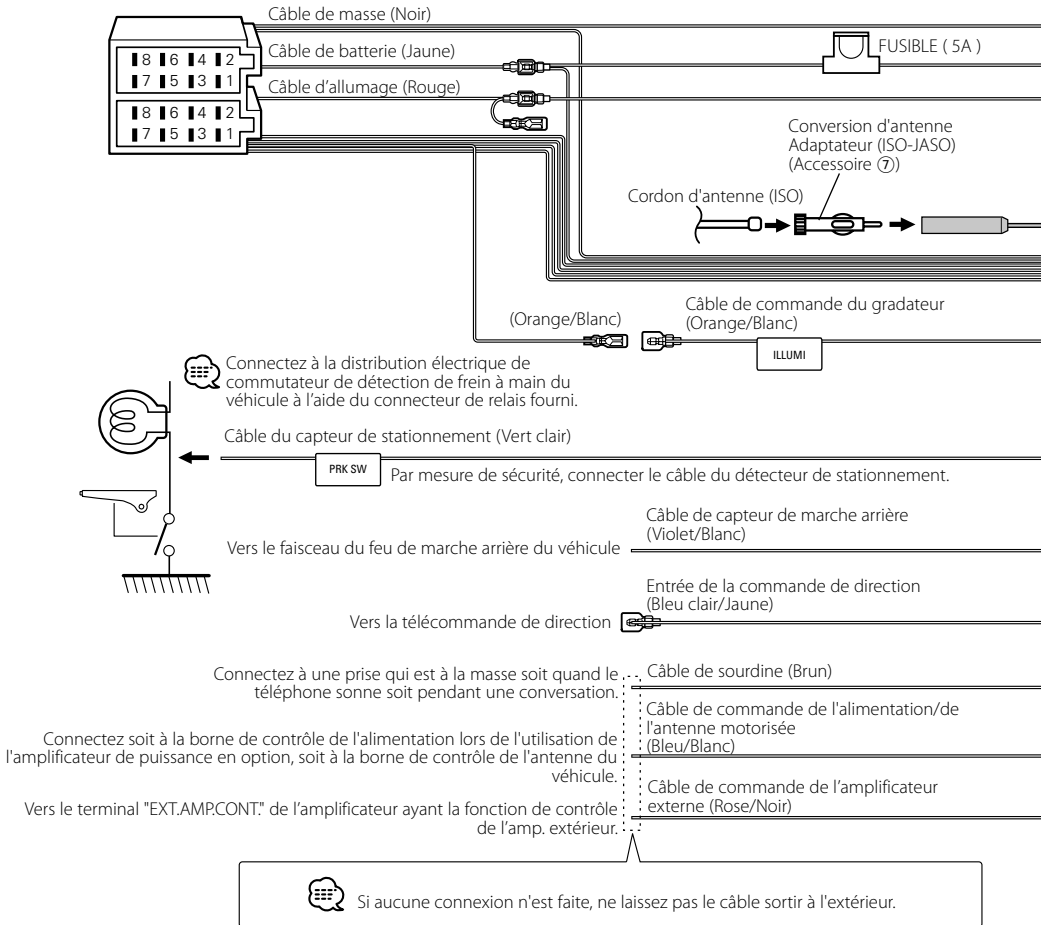 Câble de masse (Noir)
Câble de batterie (Jaune)
FUSIBLE ( 5A )
8 6 4 2
7 5 3 1
Câble d’allumage (Rouge)
8 6 4 2
7 5 3 1
Conversion d'antenne
Adaptateur (ISO-JASO)
(Accessoire ⑦)
Cordon d'antenne (ISO)
(Orange/Blanc)
Câble de commande du gradateur
(Orange/Blanc)
ILLUMI
Connectez à la distribution électrique de
commutateur de détection de frein à main du
véhicule à l’aide du connecteur de relais fourni.
Câble du capteur de stationnement (Vert clair)
PRK SW
Par mesure de sécurité, connecter le câble du détecteur de stationnement.
Câble de capteur de marche arrière
(Violet/Blanc)
Vers le faisceau du feu de marche arrière du véhicule
Entrée de la commande de direction
(Bleu clair/Jaune)
Vers la télécommande de direction
Connectez à une prise qui est à la masse soit quand le
téléphone sonne soit pendant une conversation.
Câble de sourdine (Brun)
Câble de commande de l'alimentation/de
l'antenne motorisée
(Bleu/Blanc)
Connectez soit à la borne de contrôle de l'alimentation lors de l'utilisation de
l'amplificateur de puissance en option, soit à la borne de contrôle de l'antenne du
véhicule.
Câble de commande de l’amplificateur
externe (Rose/Noir)
Vers le terminal "EXT.AMP.CONT." de l’amplificateur ayant la fonction de contrôle
de l’amp. extérieur.
Si aucune connexion n'est faite, ne laissez pas le câble sortir à l'extérieur.